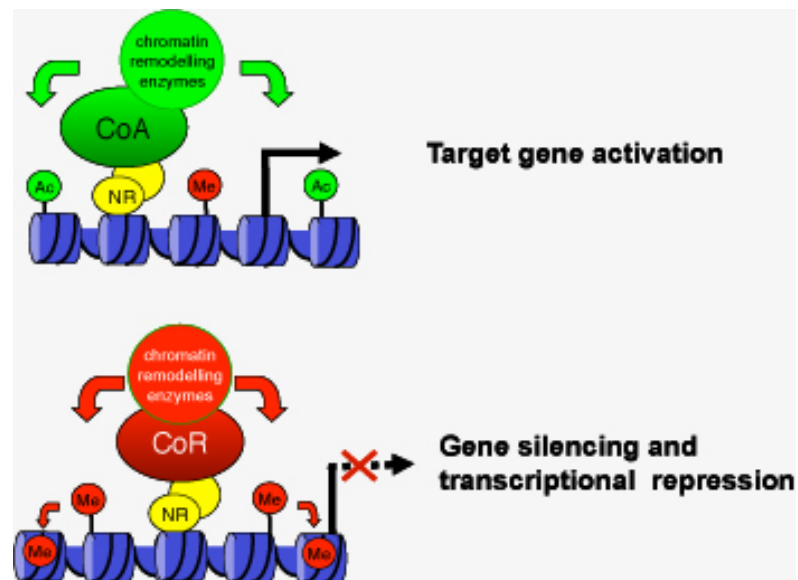 chromatin
remodelling
enzymes
CoA
Ac
NR
Me
Ac
Target gene activation
chromatin
remodelling
enzymes
CoR
Gene silencing and
transcriptional repression
Me
Me
NR
Me
Me